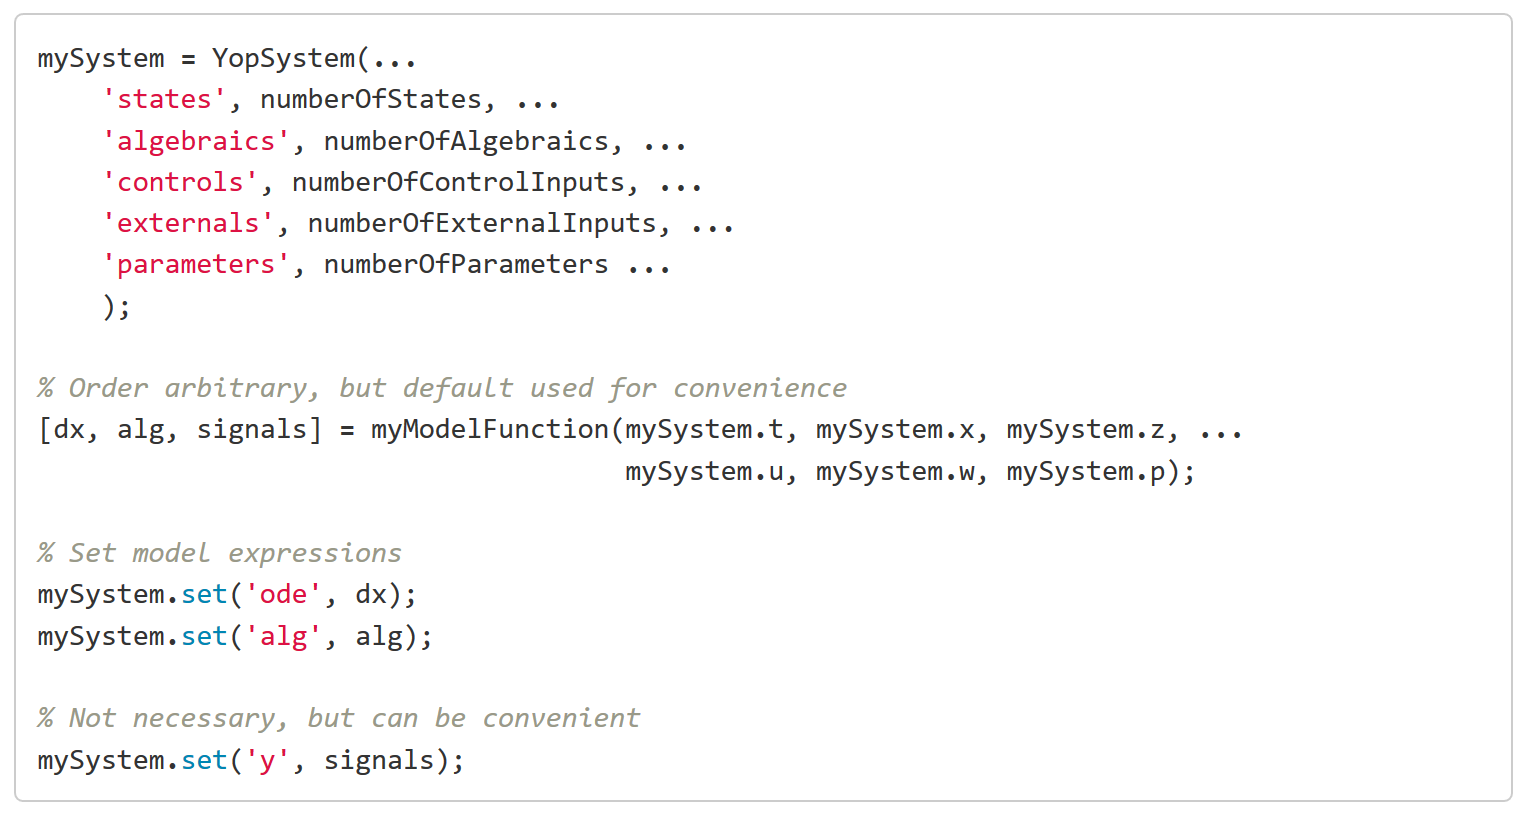 mySystem = YopSystem(...
    'states', numberOfStates, ...
    'algebraics', numberOfAlgebraics, ...
    'controls', numberOfControlInputs, ...
    'externals', numberOfExternalInputs, ...
    'parameters', numberOfParameters ...
    );

% Order arbitrary, but default used for convenience
[dx, alg, signals] = myModelFunction(mySystem.t, mySystem.x, mySystem.z, ...
                                     mySystem.u, mySystem.w, mySystem.p);

% Set model expressions
mySystem.set('ode', dx);
mySystem.set('alg', alg);

% Not necessary, but can be convenient
mySystem.set('y', signals);